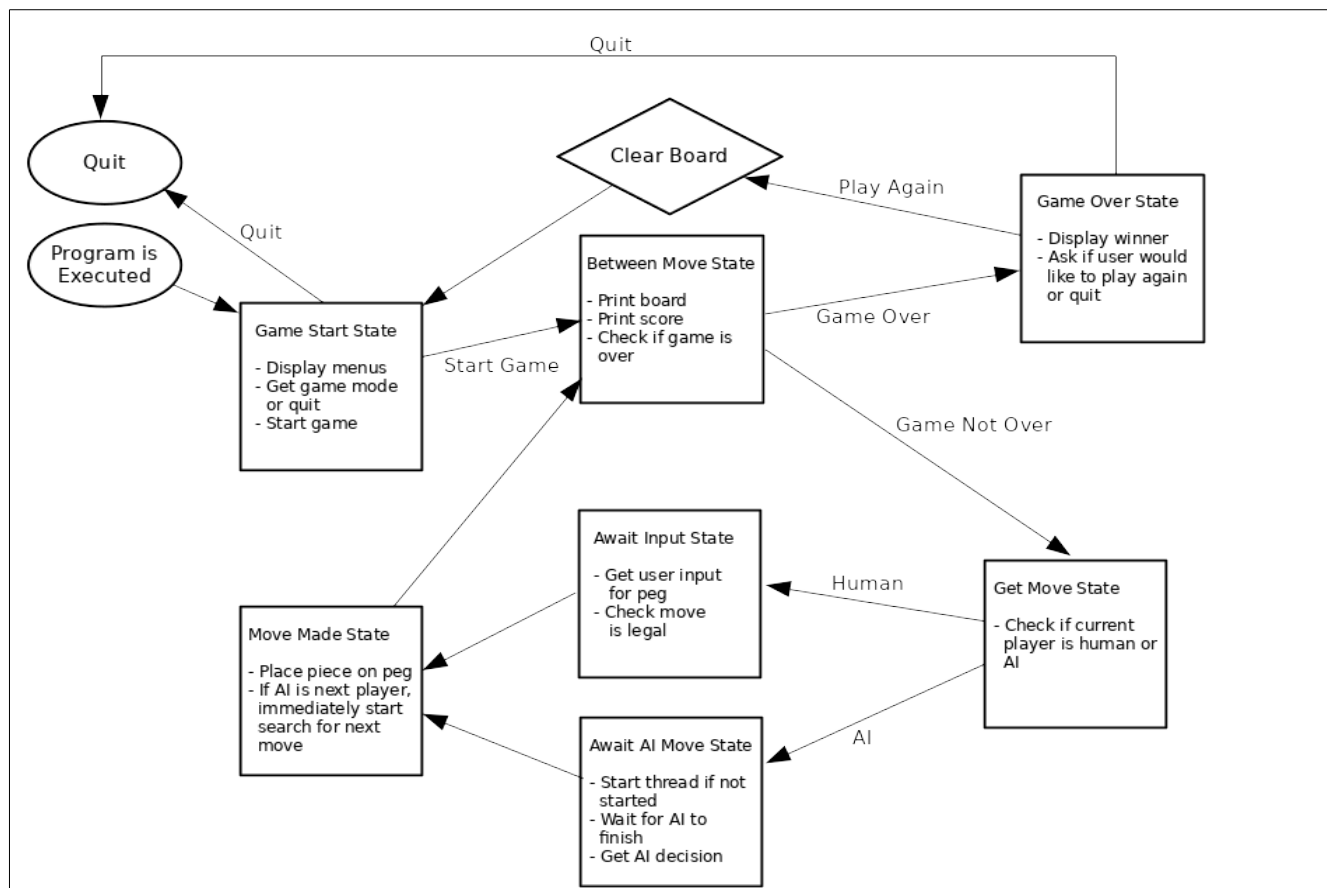 Quit
Quit
Clear Board
Play Again
Game Over State
- Display winner
- Ask if user would
like to play again
or quit
Quit
Program is
Executed
Between Move State
- Print board
- Print score
- Check if game is
over
Game Over
Game Start State
- Display menus
- Get game mode
or quit
- Start game
Start Game
Game Not Over
Await Input State
- Get user input
for peg
- Check move
is legal
Human
Get Move State
- Check if current
player is human or
AI
Move Made State
- Place piece on peg
- If AI is next player,
immediately start
search for next
move
AI
Await AI Move State
- Start thread if not
started
- Wait for AI to
finish
- Get AI decision